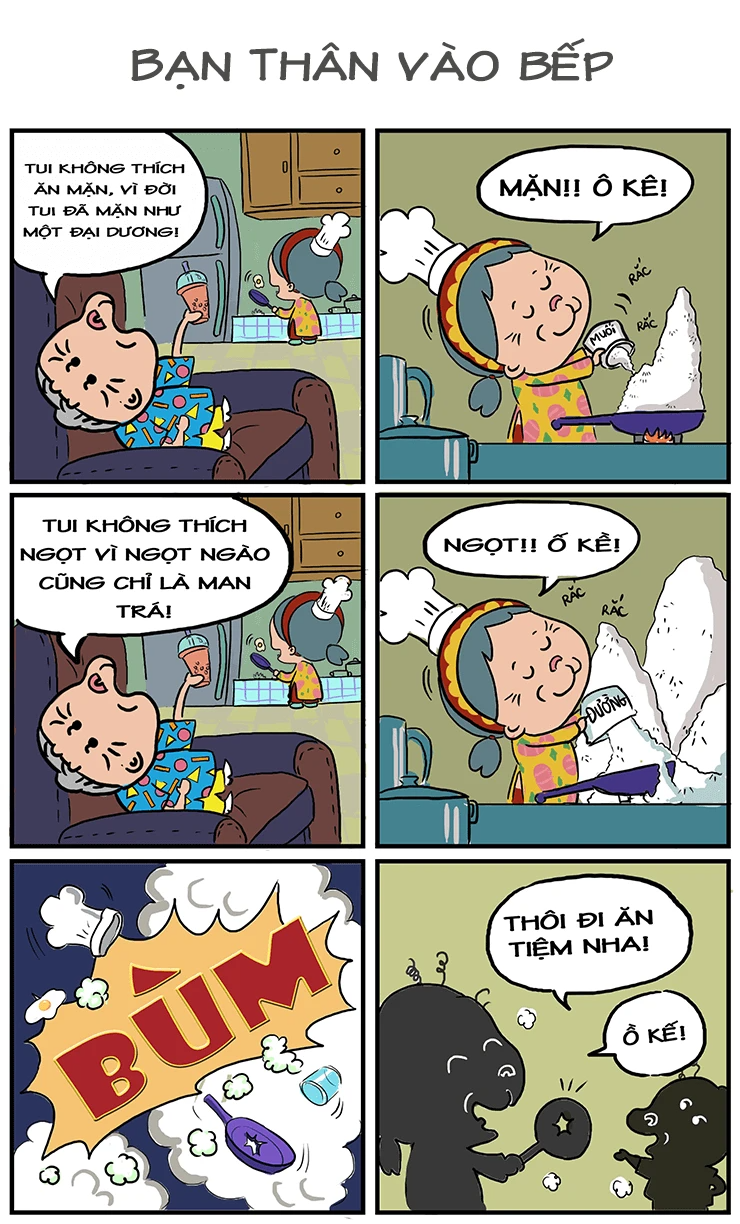 BẠN THÂN VÀO BẾP
TUI KHÔNG THÍCH
ĂN MẶN, VÌ ĐỜI
TUI ĐÃ MẶN NHƯ
MỘT ĐẠI DƯƠNG!
MẶN!! Ô KÊ!
RẮC
RẮC
MUỐI
TUI KHÔNG THÍCH
NGỌT VÌ NGỌT NGÀO
CŨNG CHỈ LÀ MAN
TRÁ!
NGỌT!! Ố KỀ!
RẮC
RẮC
ĐƯỜNG
BÙM
THÔI ĐI ĂN
TIỆM NHA!
Ồ KẾ!